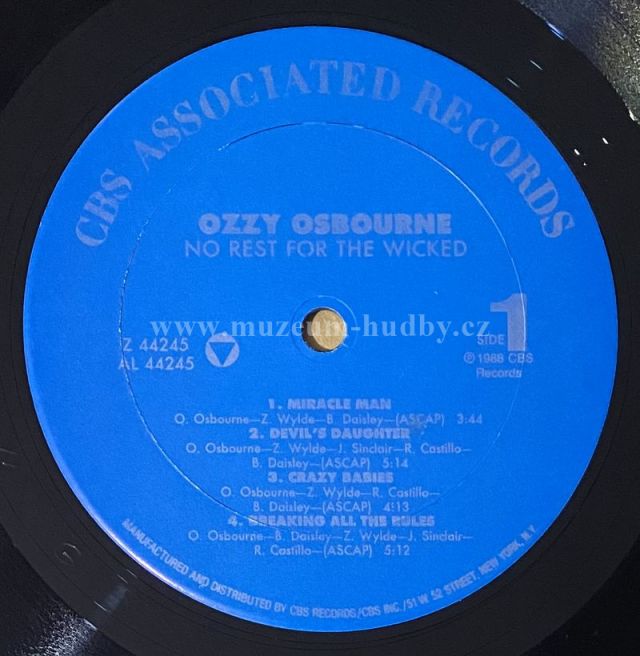 CBS ASSOCIATED RECORDS
OZZY OSBOURNE
NO REST FOR THE WICKED
www.muzeum-hudby.cz
Z 44245
AL 44245
SIDE 1
℗ 1988 CBS
Records
1. MIRACLE MAN
O. Osbourne—Z. Wylde—B. Daisley—(ASCAP) 3:44
2. DEVIL'S DAUGHTER
O. Osbourne—Z. Wylde—J. Sinclair—R. Castillo—
B. Daisley—(ASCAP) 5:14
3. CRAZY BABIES
O. Osbourne—Z. Wylde—R. Castillo—
B. Daisley—(ASCAP) 4:13
4. BREAKING ALL THE RULES
O. Osbourne—B. Daisley—Z. Wylde—J. Sinclair—
R. Castillo—(ASCAP) 5:12
MANUFACTURED AND DISTRIBUTED BY CBS RECORDS/CBS INC./51 W. 52 STREET, NEW YORK, N.Y.